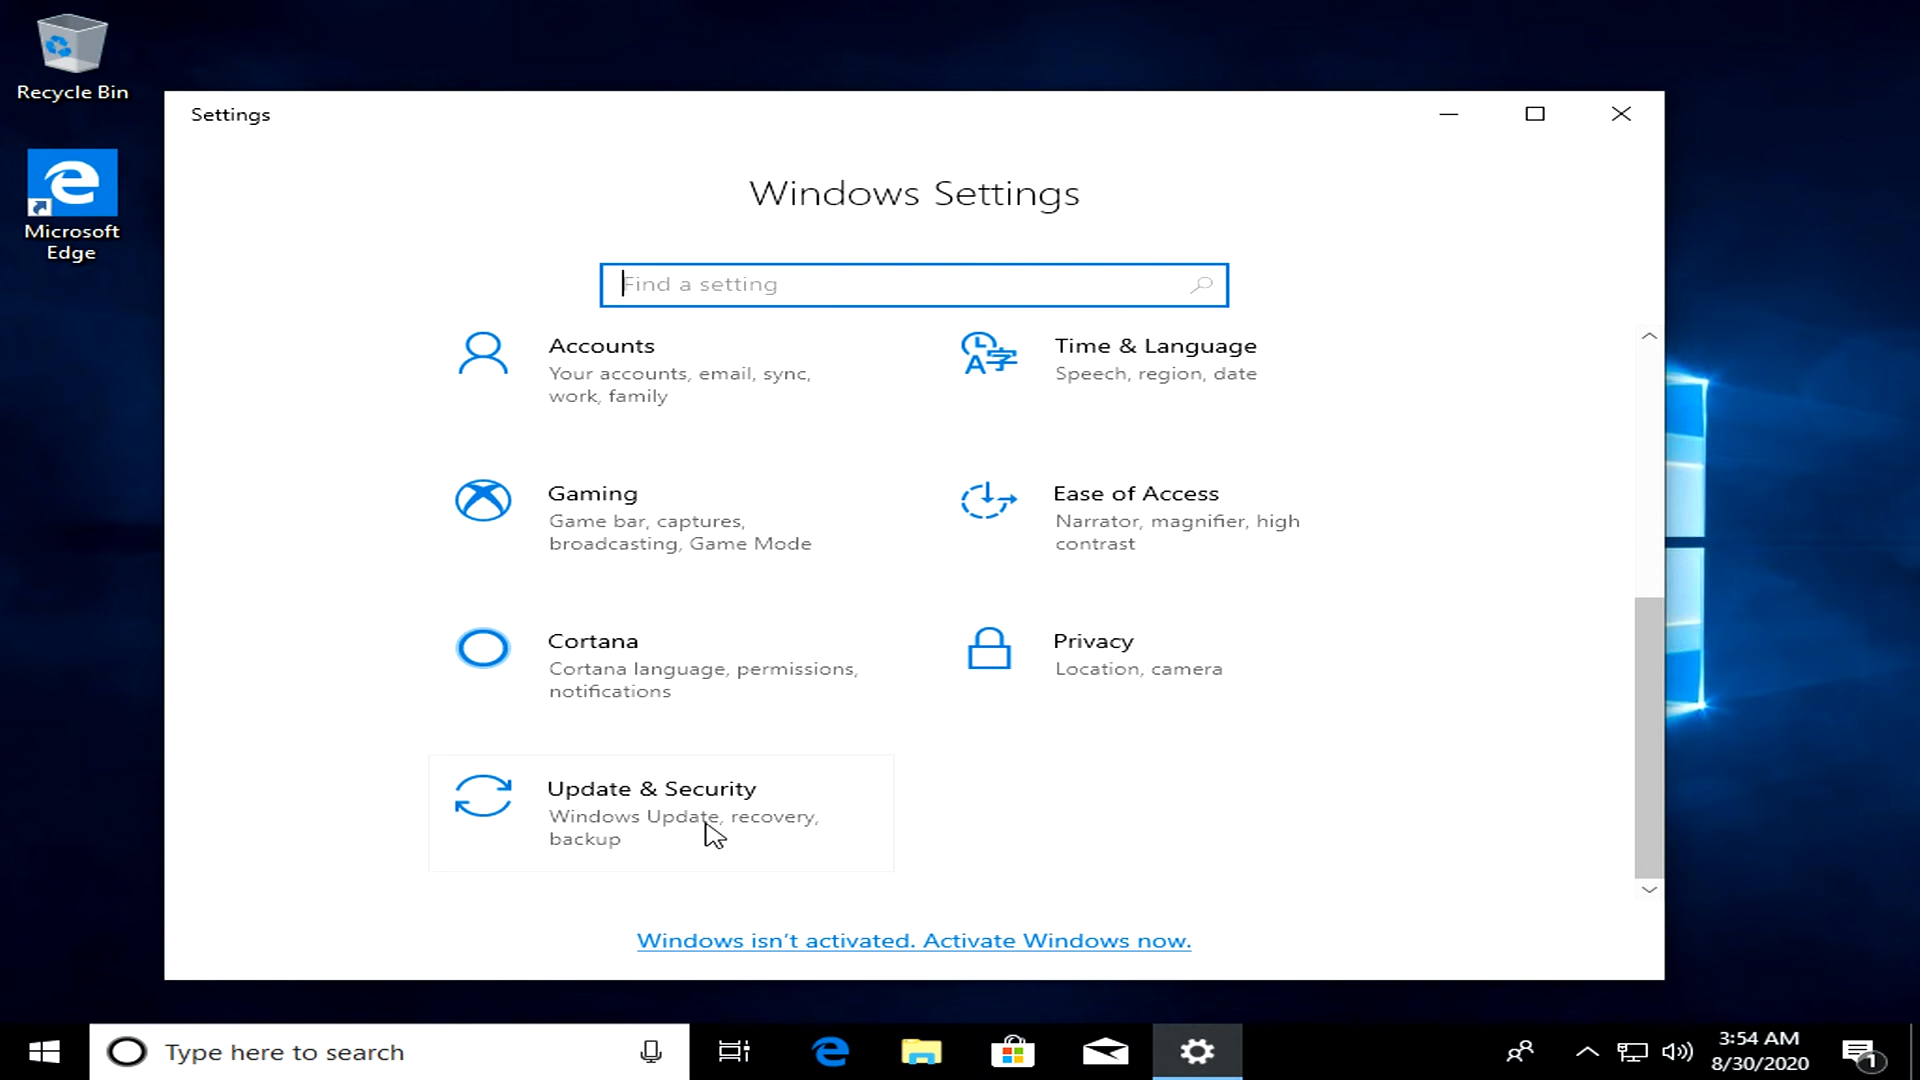 Recycle Bin
Microsoft
Edge
Settings
Windows Settings
Find a setting
Accounts
Your accounts, email, sync,
work, family
Time & Language
Speech, region, date
Gaming
Game bar, captures,
broadcasting, Game Mode
Ease of Access
Narrator, magnifier, high
contrast
Cortana
Cortana language, permissions,
notifications
Privacy
Location, camera
Update & Security
Windows Update, recovery,
backup
Windows isn't activated. Activate Windows now.
Type here to search
3:54 AM
8/30/2020
1